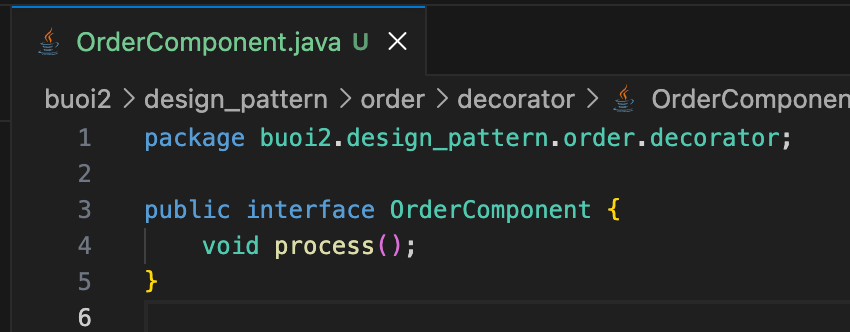 OrderComponent.java U
buoi2 > design_pattern > order > decorator > OrderComponen
1 package buoi2.design_pattern.order.decorator;
2
3 public interface OrderComponent {
4     void process();
5 }
6